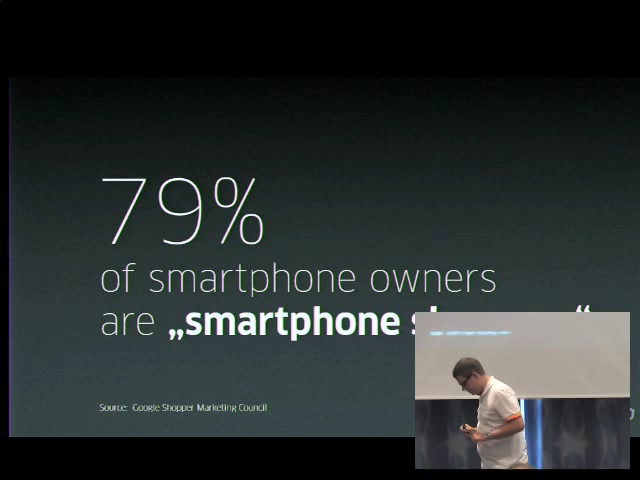 79%
of smartphone owners
are „smartphone
Source: Google Shopper Marketing Council